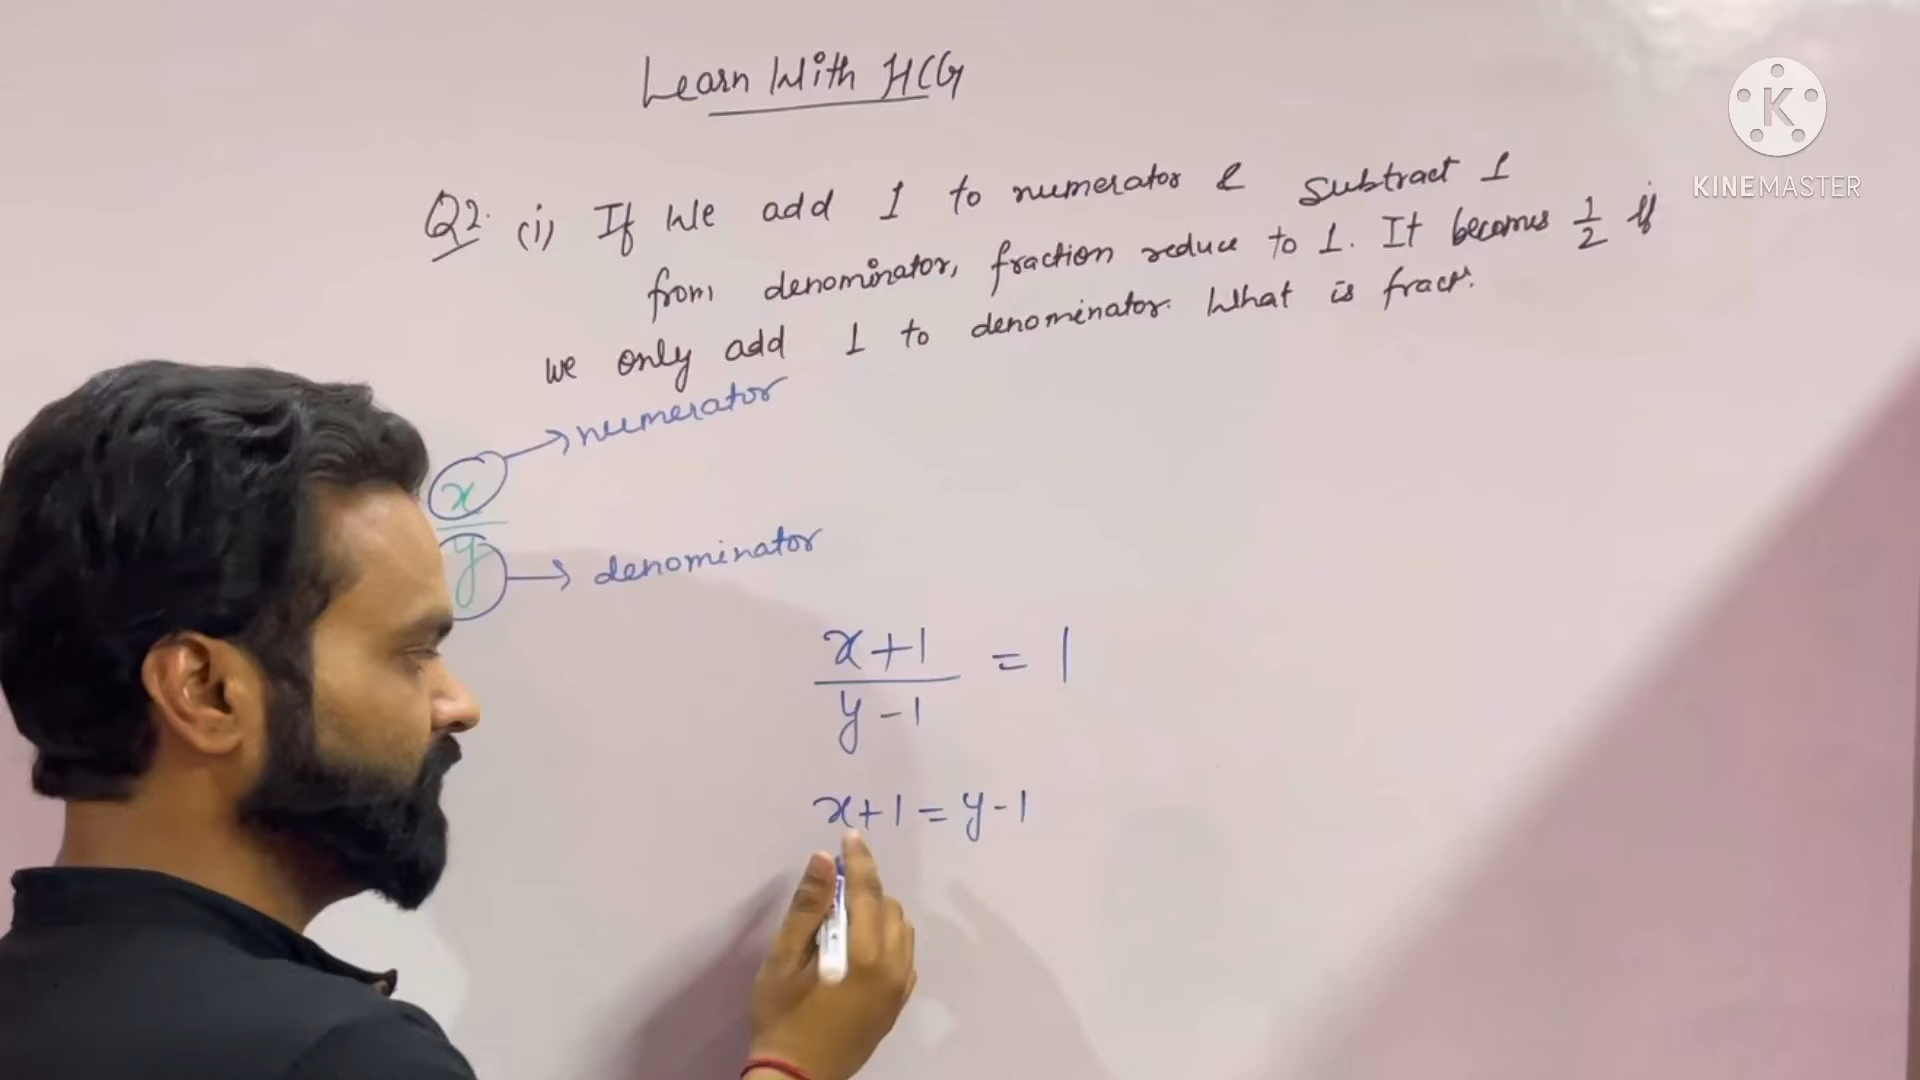 Learn With HCG
KINEMASTER
Q2. (i) If We add 1 to numerator & Subtract 1
from denominator, fraction reduce to 1. It becomes 1/2 if
we only add 1 to denominator. What is fract.
x → numerator
y → denominator
x+1 / y-1 = 1
x+1 = y-1